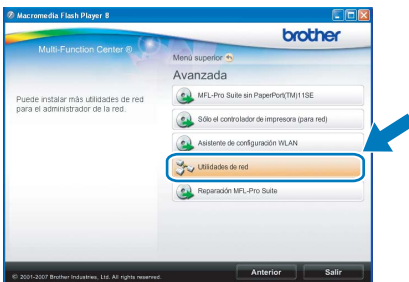 Macromedia Flash Player 8
brother
Multi-Function Center ®
Menú superior
Avanzada
Puede instalar más utilidades de red
para el administrador de la red.
MFL-Pro Suite sin PaperPort(TM)11SE
Sólo el controlador de impresora (para red)
Asistente de configuración WLAN
Utilidades de red
Reparación MFL-Pro Suite
© 2001-2007 Brother Industries, Ltd. All rights reserved.
Anterior
Salir